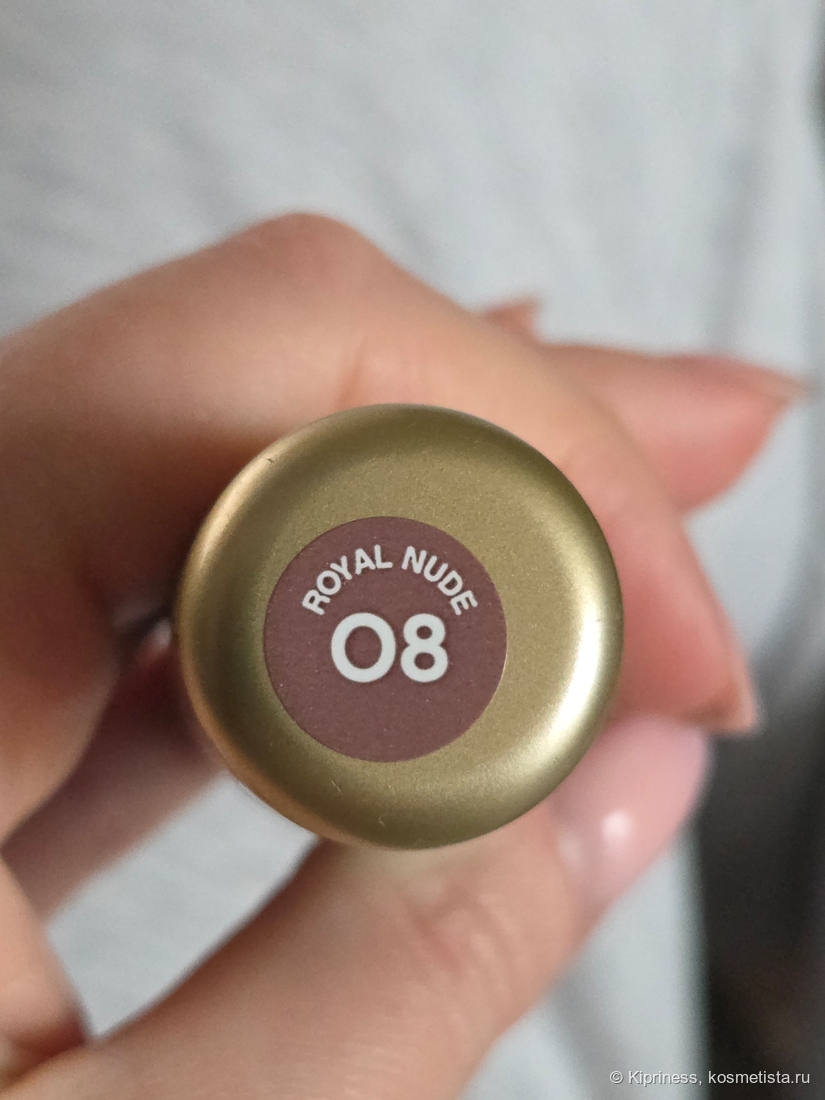 ROYAL NUDE
08
© Kipriness, kosmetista.ru